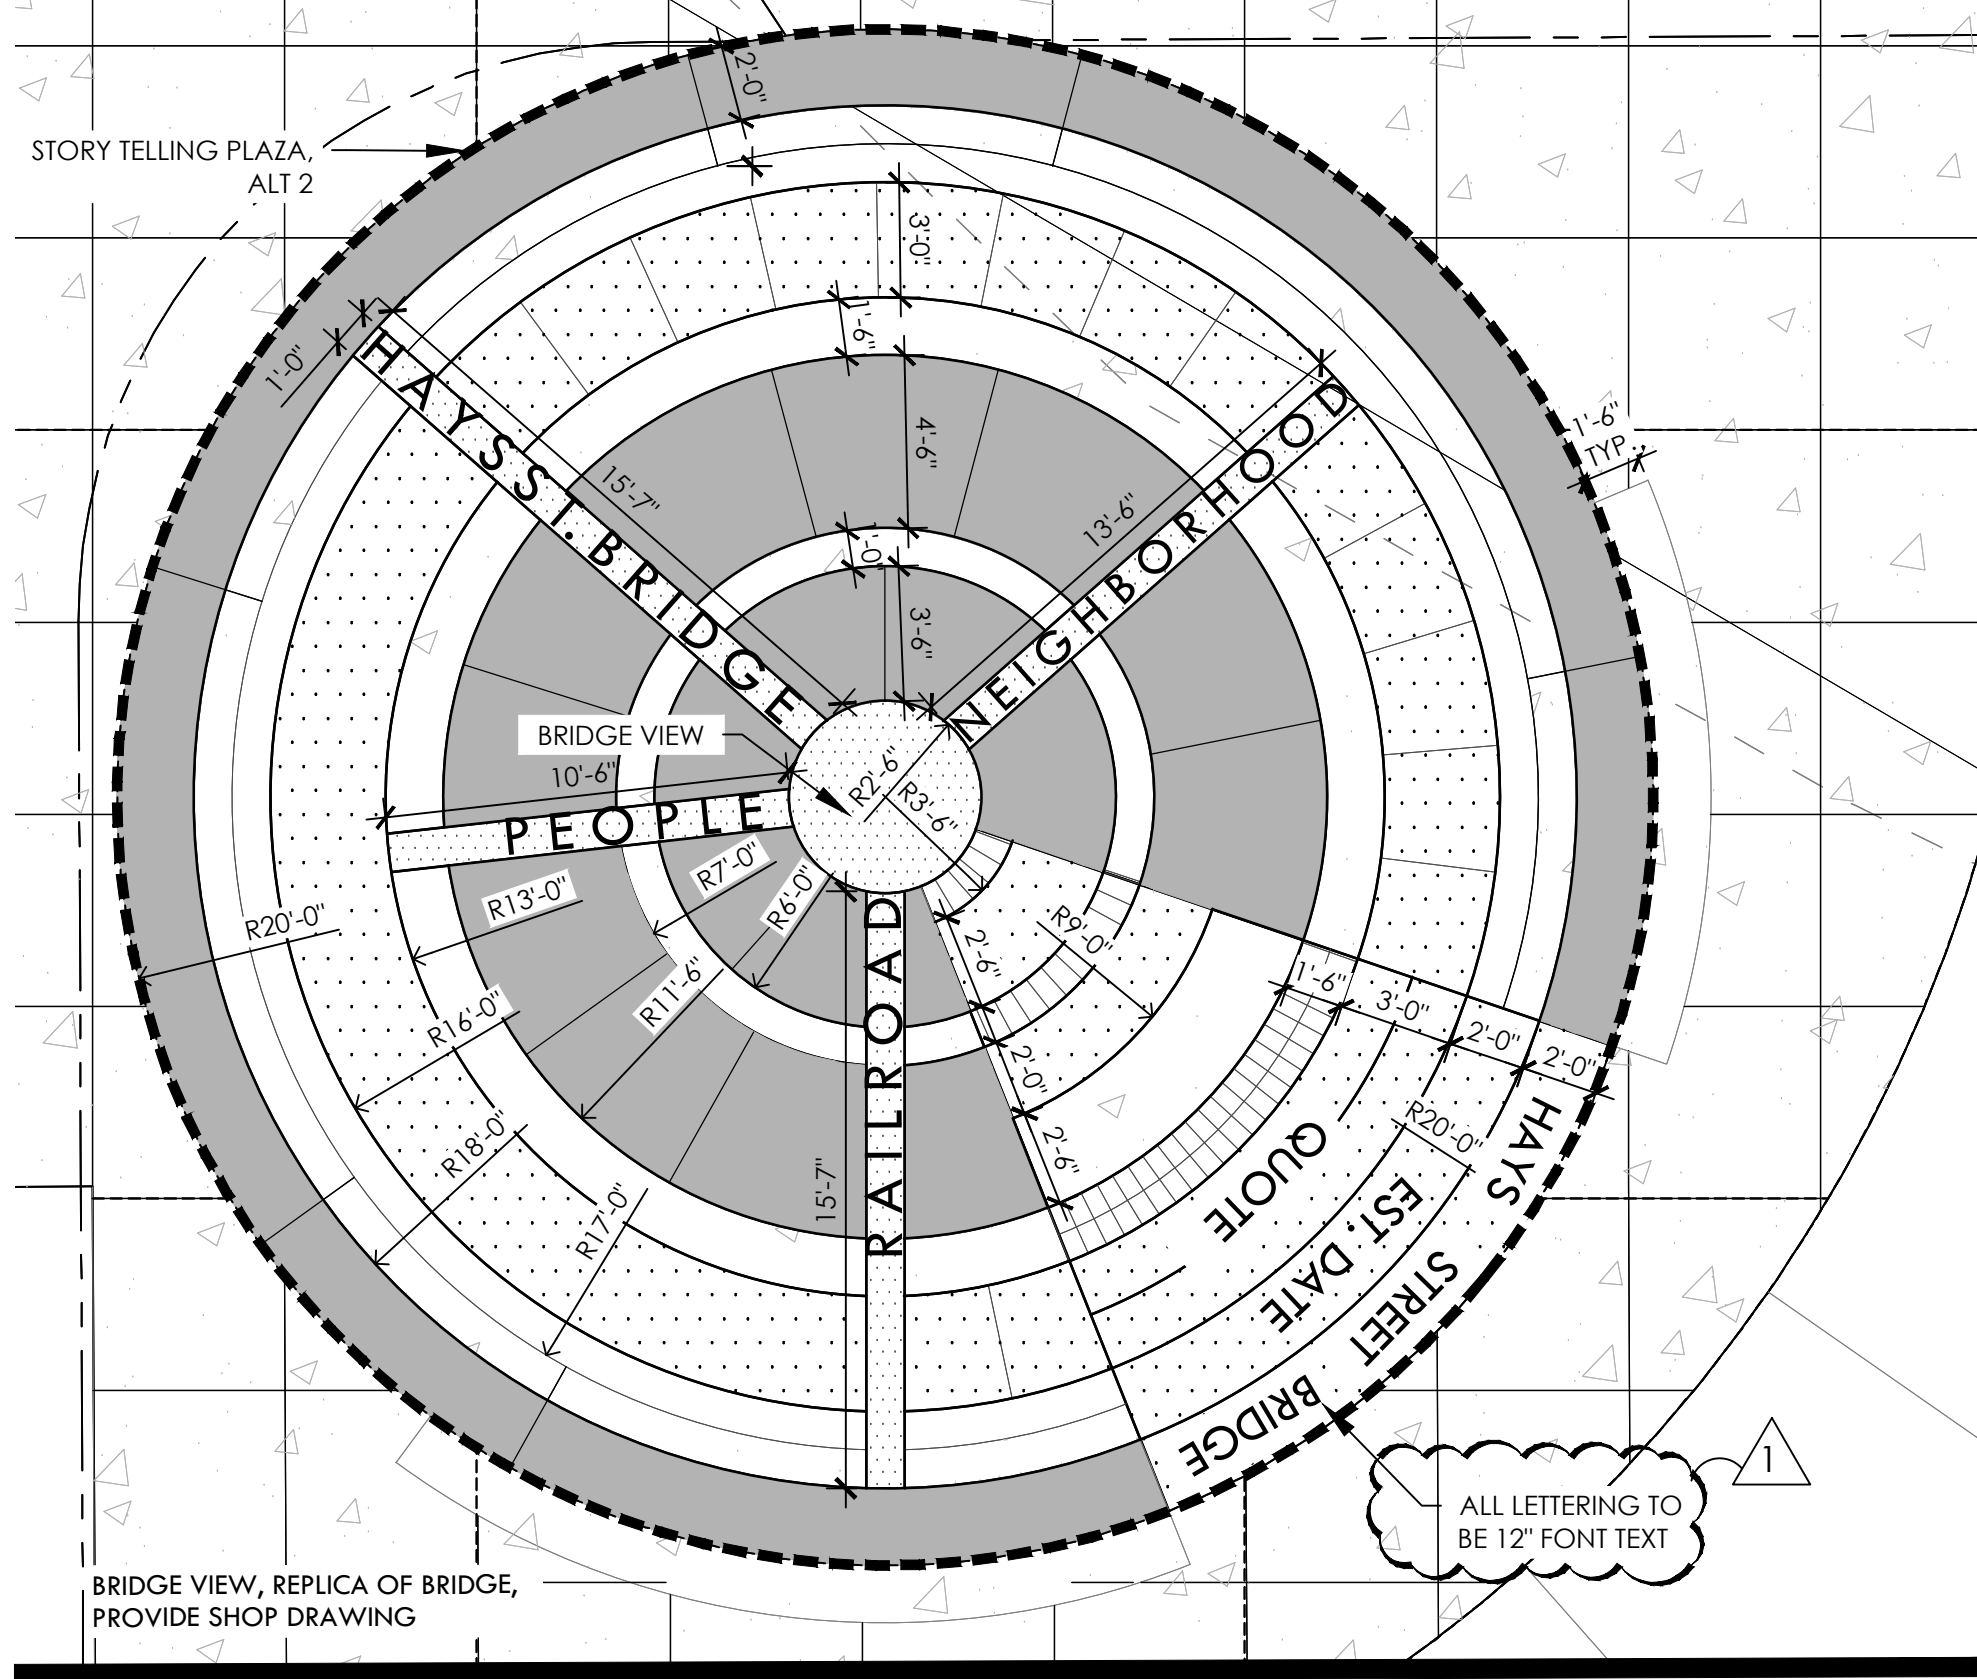 2'-0"
STORY TELLING PLAZA,
ALT 2
3'-0"
1'-6"
1'-0"
HAYS ST. BRIDGE
15'-7"
4'-6"
13'-6"
NEIGHBORHOOD
1'-6"
TYP.
1'-0"
3'-6"
BRIDGE VIEW
10'-6"
PEOPLE
R2'-6"
R3'-6"
R7'-0"
R6'-0"
R13'-0"
R20'-0"
R11'-6"
R16'-0"
R18'-0"
R17'-0"
RAILROAD
15'-7"
R9'-0"
2'-6"
2'-0"
2'-6"
1'-6"
3'-0"
2'-0"
2'-0"
R20'-0"
QUOTE
EST. DATE
HAYS STREET BRIDGE
ALL LETTERING TO
BE 12" FONT TEXT
1
BRIDGE VIEW, REPLICA OF BRIDGE,
PROVIDE SHOP DRAWING